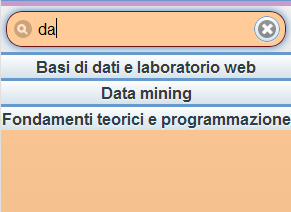 da
Basi di dati e laboratorio web
Data mining
Fondamenti teorici e programmazione